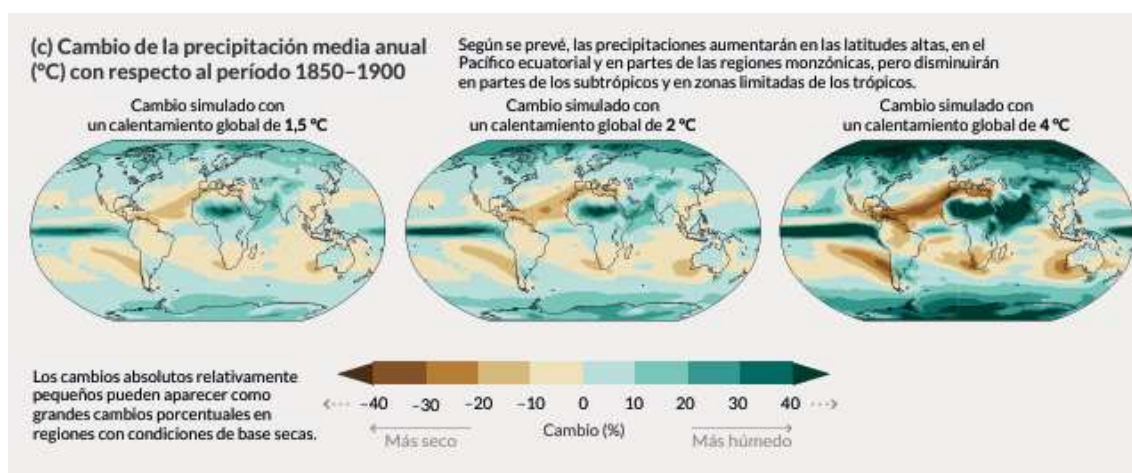 (c) Cambio de la precipitación media anual
(°C) con respecto al período 1850–1900
Según se prevé, las precipitaciones aumentarán en las latitudes altas, en el
Pacífico ecuatorial y en partes de las regiones monzónicas, pero disminuirán
en partes de los subtrópicos y en zonas limitadas de los trópicos.
Cambio simulado con
un calentamiento global de 1,5 °C
Cambio simulado con
un calentamiento global de 2 °C
Cambio simulado con
un calentamiento global de 4 °C
Los cambios absolutos relativamente
pequeños pueden aparecer como
grandes cambios porcentuales en
regiones con condiciones de base secas.
−40 −30 −20 −10 0 10 20 30 40
Cambio (%)
Más seco
Más húmedo